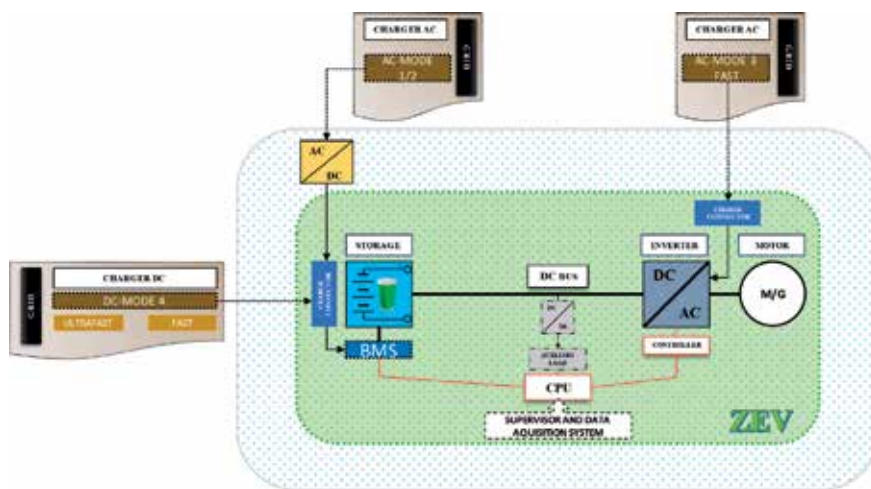 CHARGER AC
GRID
AC-MODE
1/2
CHARGER AC
GRID
AC-MODE 3
FAST
AC
DC
CHARGE
CONNECTOR
STORAGE
INVERTER
MOTOR
CHARGER DC
GRID
DC-MODE 4
ULTRAFAST
FAST
CHARGE
CONNECTOR
DC BUS
DC
AC
M/G
DC
BMS
AUXILIARY
LOAD
CONTROLLER
CPU
SUPERVISOR AND DATA
AQUISITION SYSTEM
ZEV